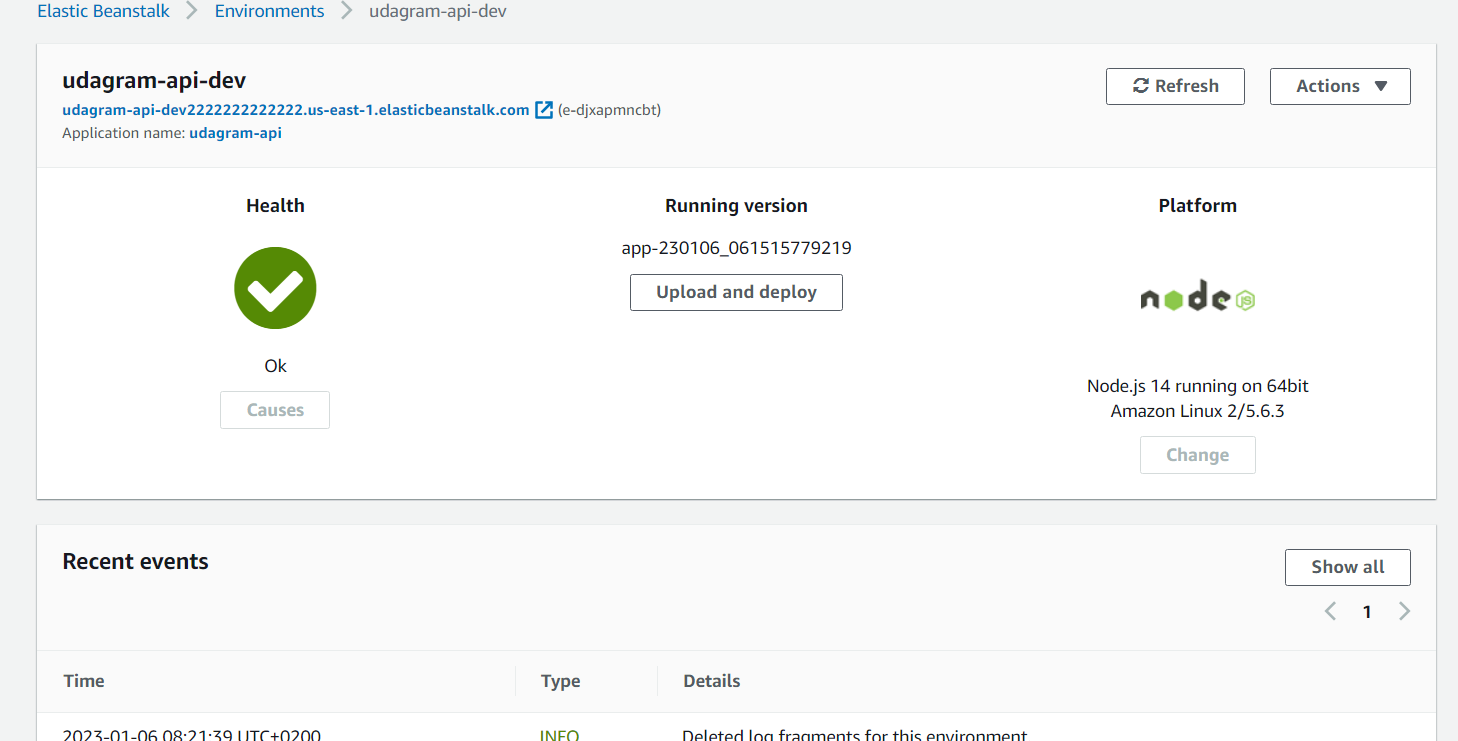 Elastic Beanstalk > Environments > udagram-api-dev
udagram-api-dev
Refresh
Actions
udagram-api-dev2222222222222.us-east-1.elasticbeanstalk.com (e-djxapmncbt)
Application name: udagram-api
Health
Running version
Platform
app-230106_061515779219
Upload and deploy
node JS
Ok
Causes
Node.js 14 running on 64bit
Amazon Linux 2/5.6.3
Change
Recent events
Show all
1
Time
Type
Details
2023-01-06 08:21:39 UTC+0200
INFO
Deleted log fragments for this environment.